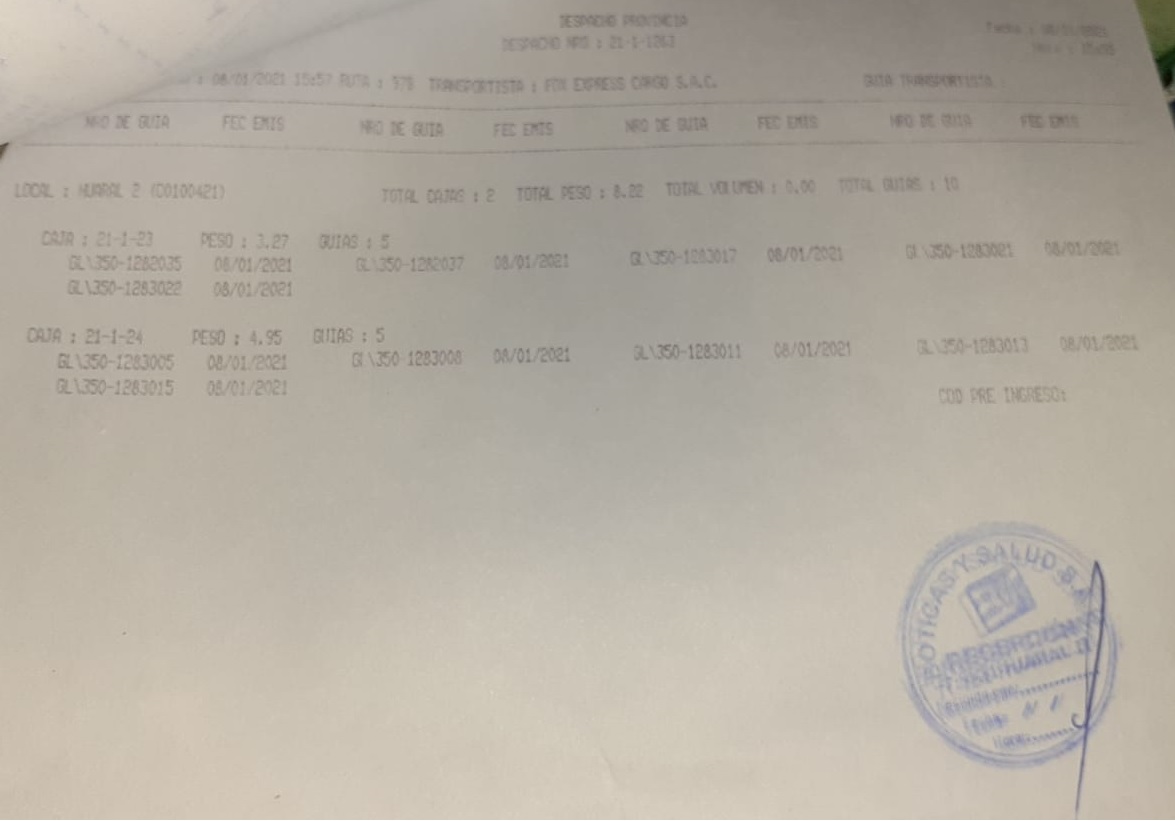 DESPACHO PROVINCIA
DESPACHO NRO : 21-1-1263
Fecha :
: 08/01/2021 15:57 RUTA : 378 TRANSPORTISTA : FOX EXPRESS CARGO S.A.C. GUIA TRANSPORTISTA :
NRO DE GUIA FEC EMIS NRO DE GUIA FEC EMIS NRO DE GUIA FEC EMIS NRO DE GUIA FEC EMIS
LOCAL : HUARAL 2 (C0100421) TOTAL CAJAS : 2 TOTAL PESO : 8.22 TOTAL VOLUMEN : 0.00 TOTAL GUIAS : 10
CAJA : 21-1-23 PESO : 3.27 GUIAS : 5
GL\350-1282035 08/01/2021 GL\350-1282037 08/01/2021 GL\350-1283017 08/01/2021 GL\350-1283021 08/01/2021
GL\350-1283022 08/01/2021
CAJA : 21-1-24 PESO : 4.95 GUIAS : 5
GL\350-1283005 08/01/2021 GL\350-1283008 08/01/2021 GL\350-1283011 08/01/2021 GL\350-1283013 08/01/2021
GL\350-1283015 08/01/2021
COD PRE INGRESO:
BOTICAS Y SALUD S.A.
RECEPCIÓN
HUARAL II